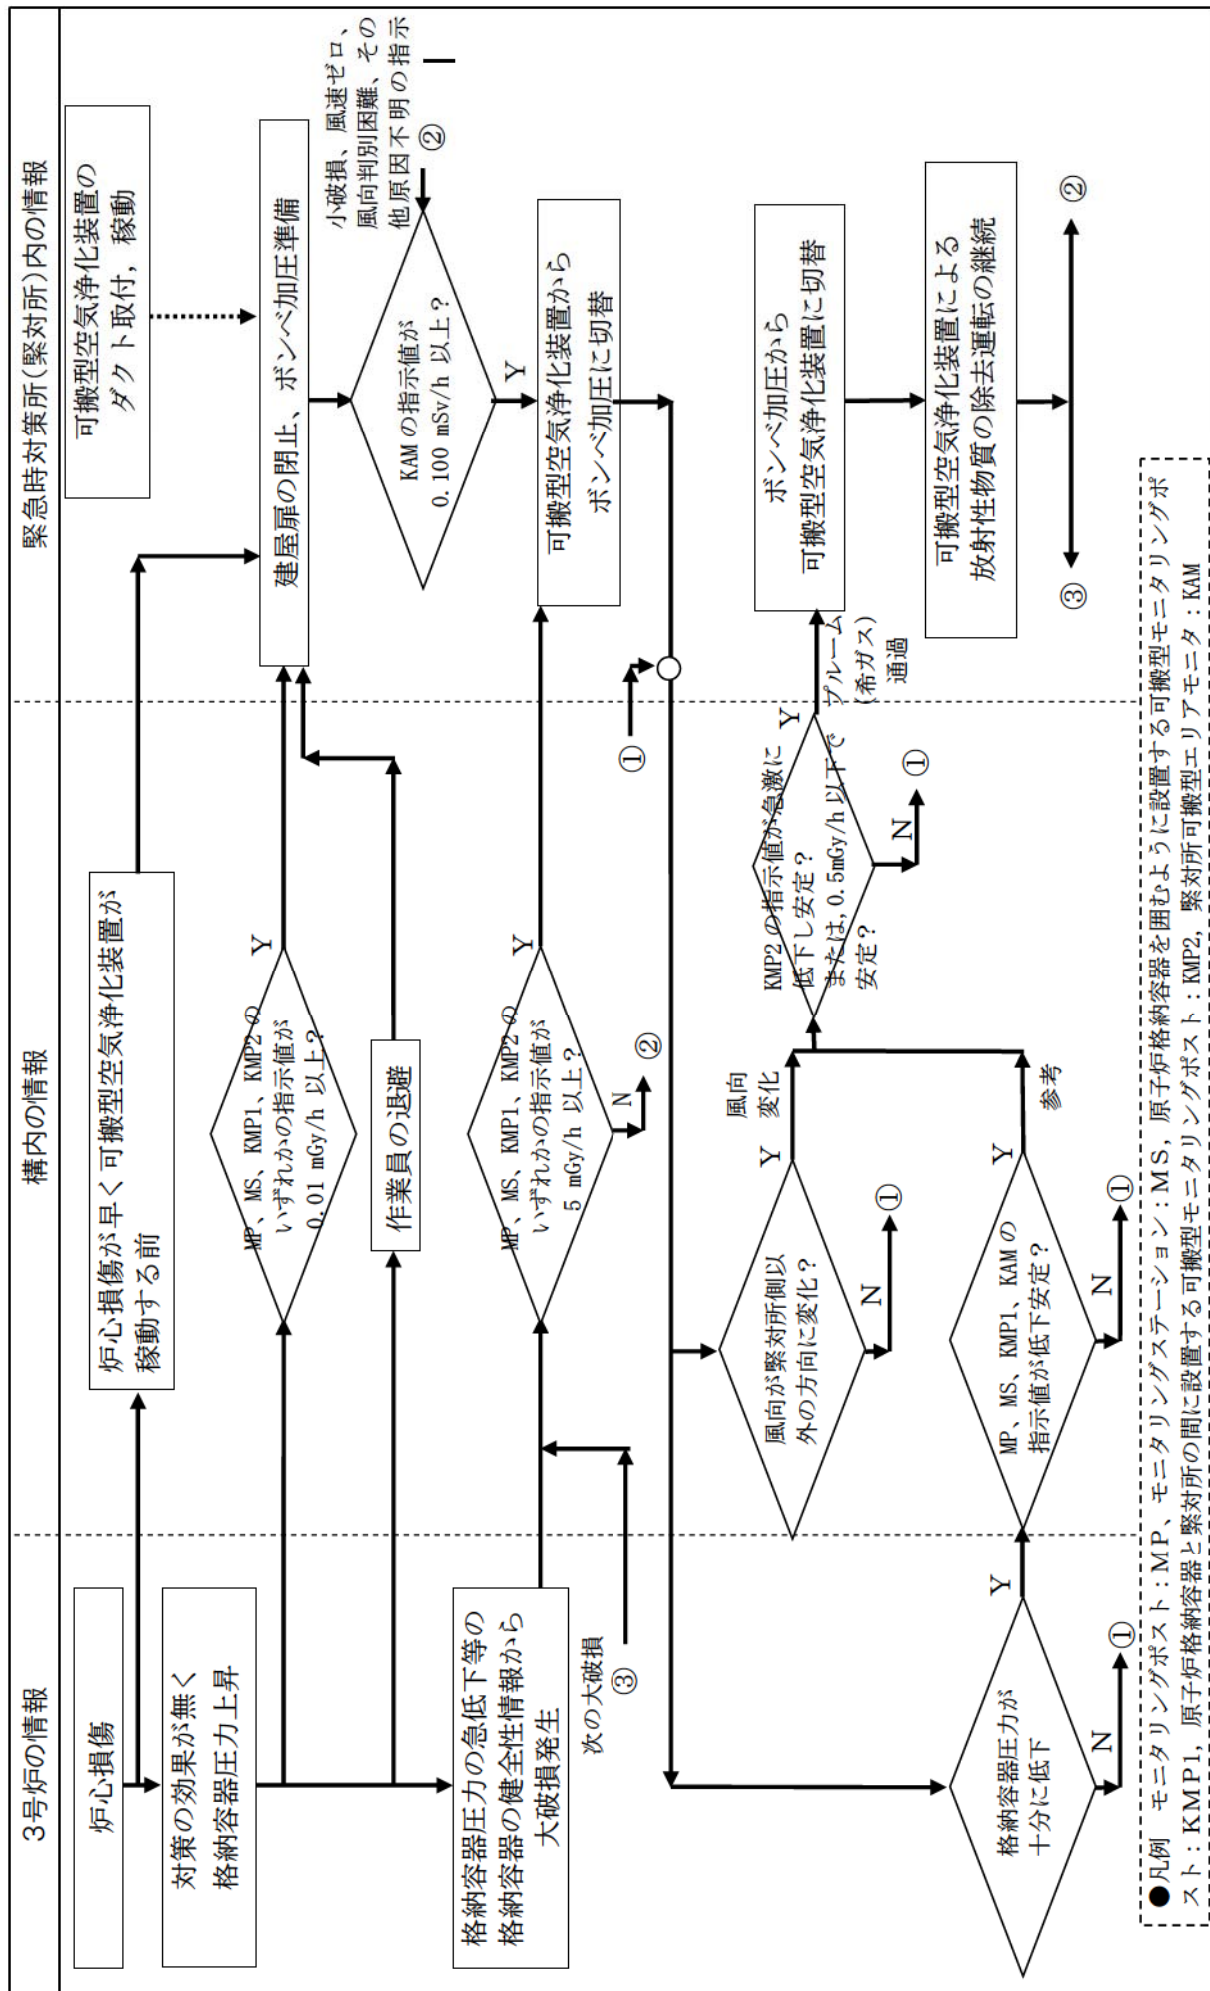 3号炉の情報
構内の情報
緊急時対策所(緊対所)内の情報
炉心損傷
対策の効果が無く
格納容器圧力上昇
格納容器圧力の急低下等の
格納容器の健全性情報から
大破損発生
次の大破損
③
格納容器圧力が
十分に低下
Y
N
①
炉心損傷が早く可搬型空気浄化装置が
稼動する前
MP、MS、KMP1、KMP2の
いずれかの指示値が
0.01 mGy/h 以上?
Y
作業員の退避
MP、MS、KMP1、KMP2の
いずれかの指示値が
5 mGy/h 以上?
Y
N
②
①
風向が緊対所側以
外の方向に変化?
Y
N
①
風向
変化
MP、MS、KMP1、KAMの
指示値が低下安定?
Y
N
①
参考
KMP2の指示値が急激に
低下し安定?
または,0.5mGy/h以下で
安定?
Y
N
①
プルーム
(希ガス)
通過
可搬型空気浄化装置の
ダクト取付，稼動
建屋扉の閉止、ボンベ加圧準備
小破損、風速ゼロ、
風向判別困難、その
他原因不明の指示
②
KAMの指示値が
0.100 mSv/h 以上?
Y
可搬型空気浄化装置から
ボンベ加圧に切替
ボンベ加圧から
可搬型空気浄化装置に切替
可搬型空気浄化装置による
放射性物質の除去運転の継続
③
②
●凡例　モニタリングポスト:MP、モニタリングステーション:MS，原子炉格納容器を囲むように設置する可搬型モニタリングポ
スト:KMP1，原子炉格納容器と緊対所の間に設置する可搬型モニタリングポスト:KMP2，緊対所可搬型エリアモニタ:KAM